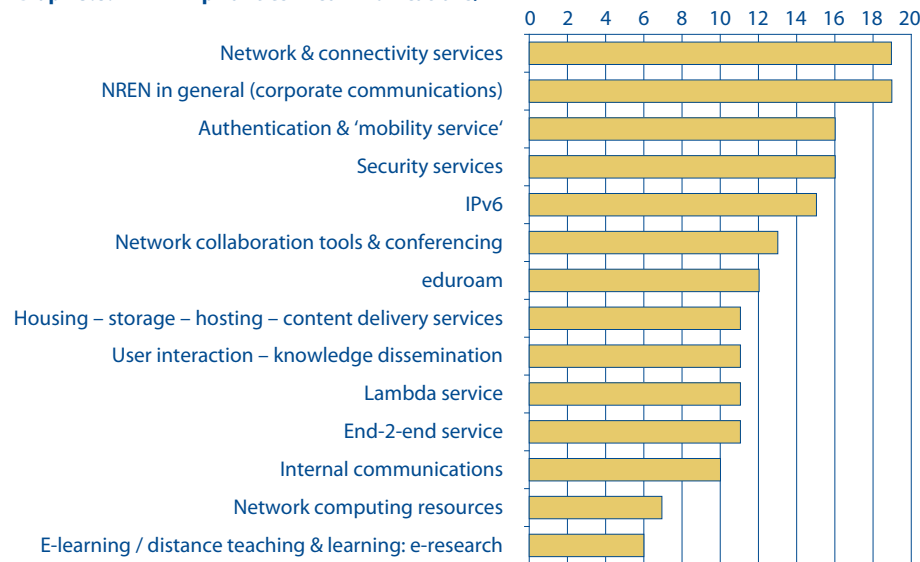 0 2 4 6 8 10 12 14 16 18 20
Network & connectivity services
NREN in general (corporate communications)
Authentication & ‘mobility service‘
Security services
IPv6
Network collaboration tools & conferencing
eduroam
Housing – storage – hosting – content delivery services
User interaction – knowledge dissemination
Lambda service
End-2-end service
Internal communications
Network computing resources
E-learning / distance teaching & learning: e-research